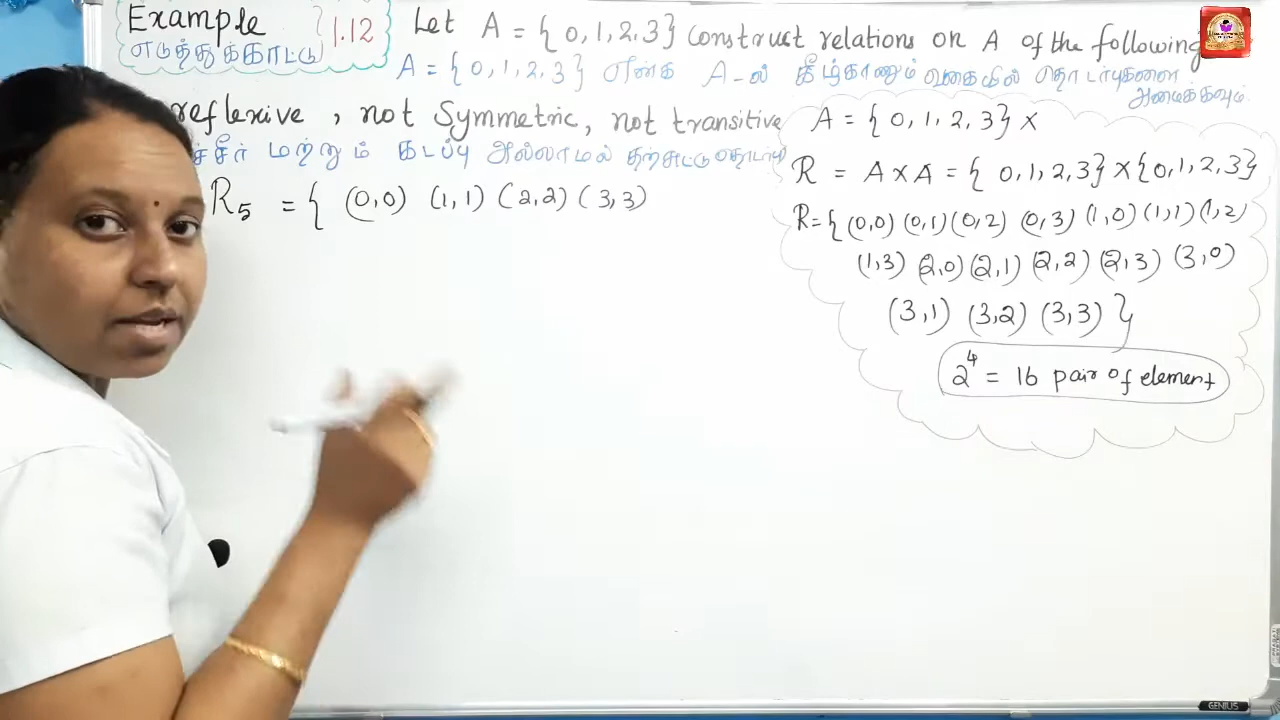 Example 1.12
எடுத்துக்காட்டு
Let A = { 0, 1, 2, 3 } construct relations on A of the following
A = { 0, 1, 2, 3 } என்க A-ல் கீழ்காணும் வகையில் தொடர்புகளை அமைக்கவும்.
reflexive, not Symmetric, not transitive
மற்றும் கடப்பு அல்லாமல் தற்சுட்டு தொடர்பு
R₅ = { (0,0) (1,1) (2,2) (3,3)
A = { 0, 1, 2, 3 } ×
R = A × A = { 0, 1, 2, 3 } × { 0, 1, 2, 3 }
R = { (0,0) (0,1) (0,2) (0,3) (1,0) (1,1) (1,2)
(1,3) (2,0) (2,1) (2,2) (2,3) (3,0)
(3,1) (3,2) (3,3) }
2⁴ = 16 pair of element
GENIUS